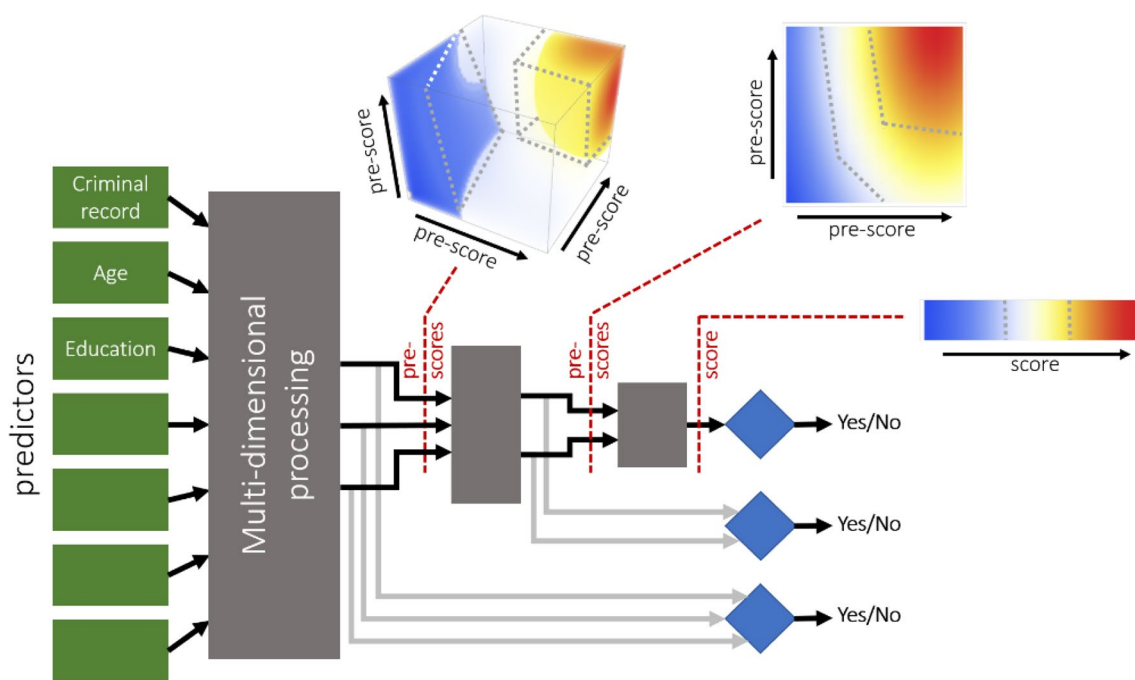 pre-score
pre-score
pre-score
pre-score
pre-score
Criminal
record
Age
Education
predictors
Multi-dimensional
processing
pre-
scores
pre-
scores
score
score
Yes/No
Yes/No
Yes/No